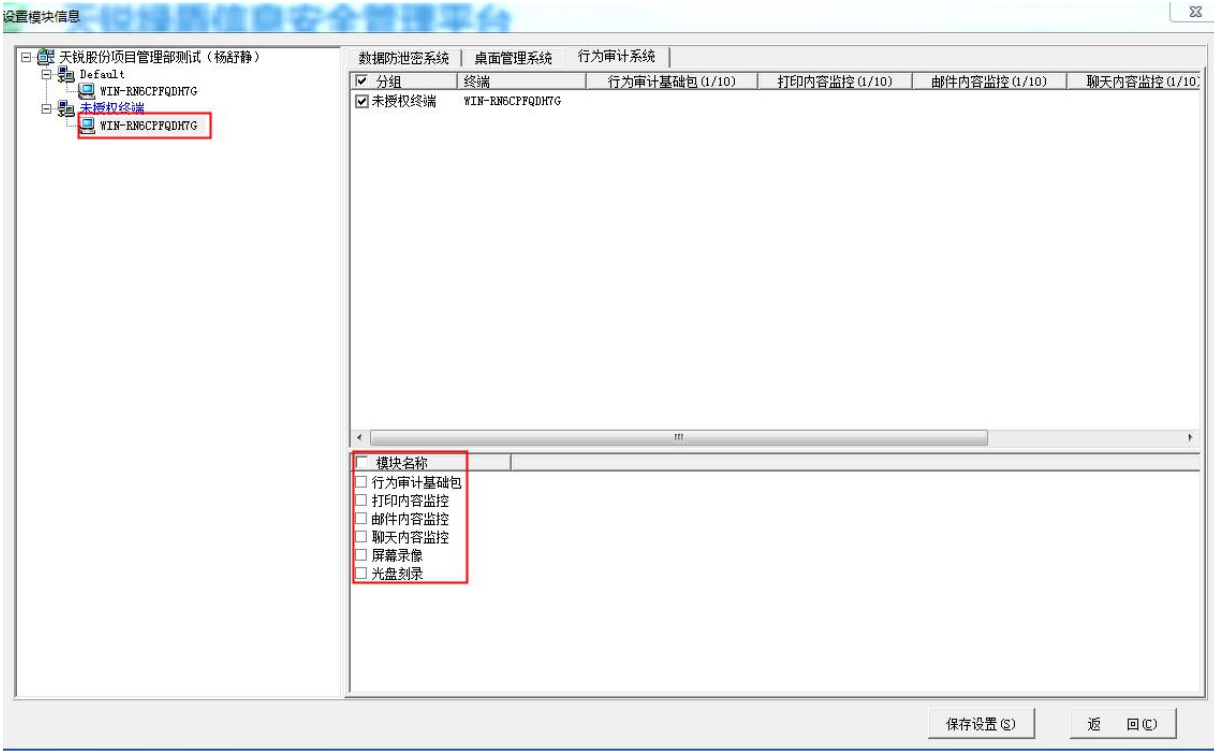 天锐绿盾信息安全管理平台
设置模块信息
天锐股份项目管理部测试（杨舒静）
Default
WIN-RN6CPFQDH7G
未授权终端
WIN-RN6CPFQDH7G
数据防泄密系统 桌面管理系统 行为审计系统
分组 终端 行为审计基础包(1/10) 打印内容监控(1/10) 邮件内容监控(1/10) 聊天内容监控(1/10)
未授权终端 WIN-RN6CPFQDH7G
模块名称
行为审计基础包
打印内容监控
邮件内容监控
聊天内容监控
屏幕录像
光盘刻录
保存设置(S) 返 回(C)